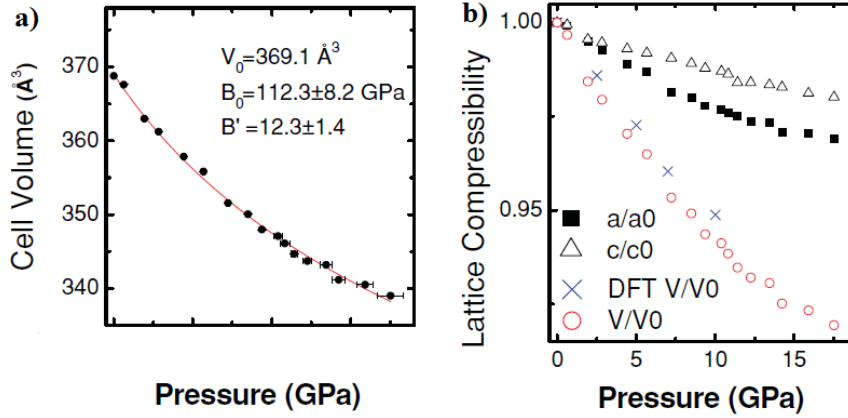 a)
V₀=369.1 Å³
B₀=112.3±8.2 GPa
B'=12.3±1.4
370
360
350
340
Cell Volume (Å³)
Pressure (GPa)
b)
1.00
0.95
Lattice Compressibility
a/a0
c/c0
DFT V/V0
V/V0
0 5 10 15
Pressure (GPa)